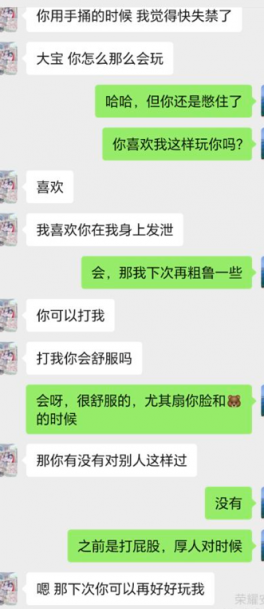 你用手捅的时候 我觉得快失禁了
大宝 你怎么那么会玩
哈哈，但你还是憋住了
你喜欢我这样玩你吗？
喜欢
我喜欢你在我身上发泄
会，那我下次再粗鲁一些
你可以打我
打我你会舒服吗
会呀，很舒服的，尤其扇你脸和🐻
的时候
那你有没有对别人这样过
没有
之前是打屁股，厚人对时候
嗯 那下次你可以再好好玩我
荣耀